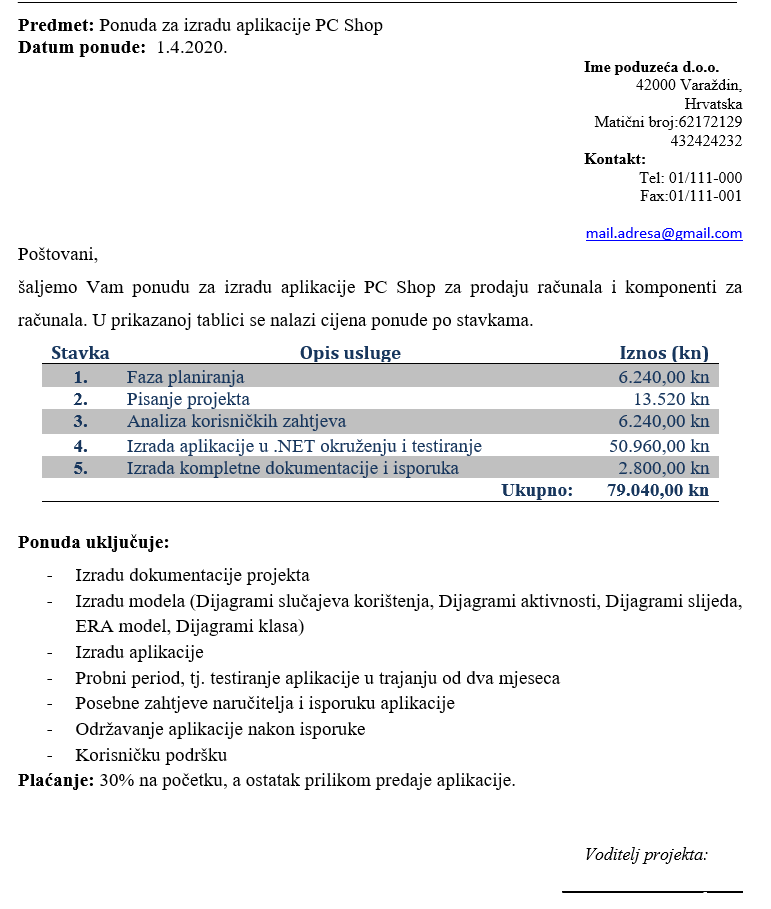 Predmet: Ponuda za izradu aplikacije PC Shop
Datum ponude: 1.4.2020.
Ime poduzeća d.o.o.
42000 Varaždin,
Hrvatska
Matični broj:62172129
432424232
Kontakt:
Tel: 01/111-000
Fax:01/111-001
mail.adresa@gmail.com
Poštovani,
šaljemo Vam ponudu za izradu aplikacije PC Shop za prodaju računala i komponenti za
računala. U prikazanoj tablici se nalazi cijena ponude po stavkama.
Stavka Opis usluge Iznos (kn)
1. Faza planiranja 6.240,00 kn
2. Pisanje projekta 13.520 kn
3. Analiza korisničkih zahtjeva 6.240,00 kn
4. Izrada aplikacije u .NET okruženju i testiranje 50.960,00 kn
5. Izrada kompletne dokumentacije i isporuka 2.800,00 kn
Ukupno: 79.040,00 kn
Ponuda uključuje:
- Izradu dokumentacije projekta
- Izradu modela (Dijagrami slučajeva korištenja, Dijagrami aktivnosti, Dijagrami slijeda,
ERA model, Dijagrami klasa)
- Izradu aplikacije
- Probni period, tj. testiranje aplikacije u trajanju od dva mjeseca
- Posebne zahtjeve naručitelja i isporuku aplikacije
- Održavanje aplikacije nakon isporuke
- Korisničku podršku
Plaćanje: 30% na početku, a ostatak prilikom predaje aplikacije.
Voditelj projekta: